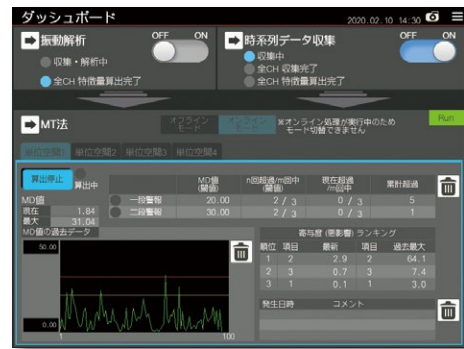 ダッシュボード 2020.02.10 14:30
振動解析 OFF ON
収集・解析中
全CH 特徴量算出完了
時系列データ収集 OFF ON
収集中
全CH 収集完了
全CH 特徴量算出完了
MT法
オフライン
モード
オンライン
モード
※オンライン処理が実行中のため
モード切替できません
Run
単位空間1 単位空間2 単位空間3 単位空間4
算出停止 算出中
MD値
現在 1.84
最大 31.04
MD値
(閾値)
n回超過/m回中
(閾値)
現在超過
/m回中
累計超過
一段警報 20.00 2 / 3 0 / 3 5
二段警報 30.00 2 / 3 0 / 3 1
MD値の過去データ
50.00
0.00
1 100
寄与度 (悪影響) ランキング
順位 項目 最新 項目 過去最大
1 2 2.9 2 64.1
2 3 0.7 3 7.4
3 1 0.1 1 3.0
発生日時 コメント